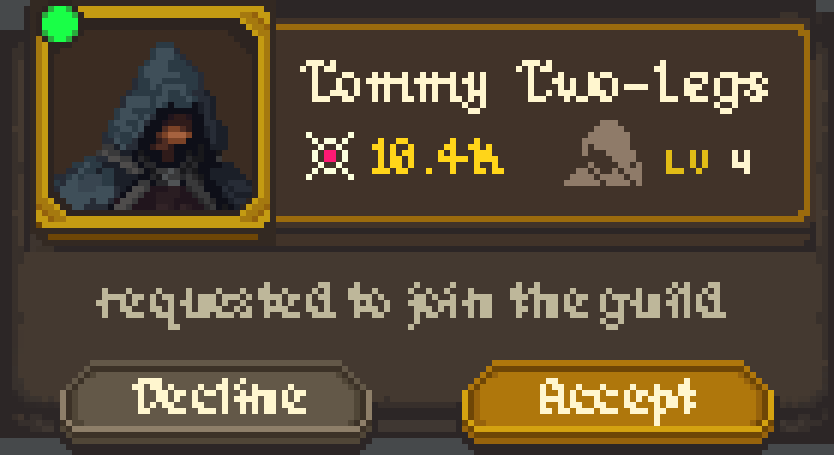 Tommy Two-Legs
10.4k LV 4
requested to join the guild
Decline Accept